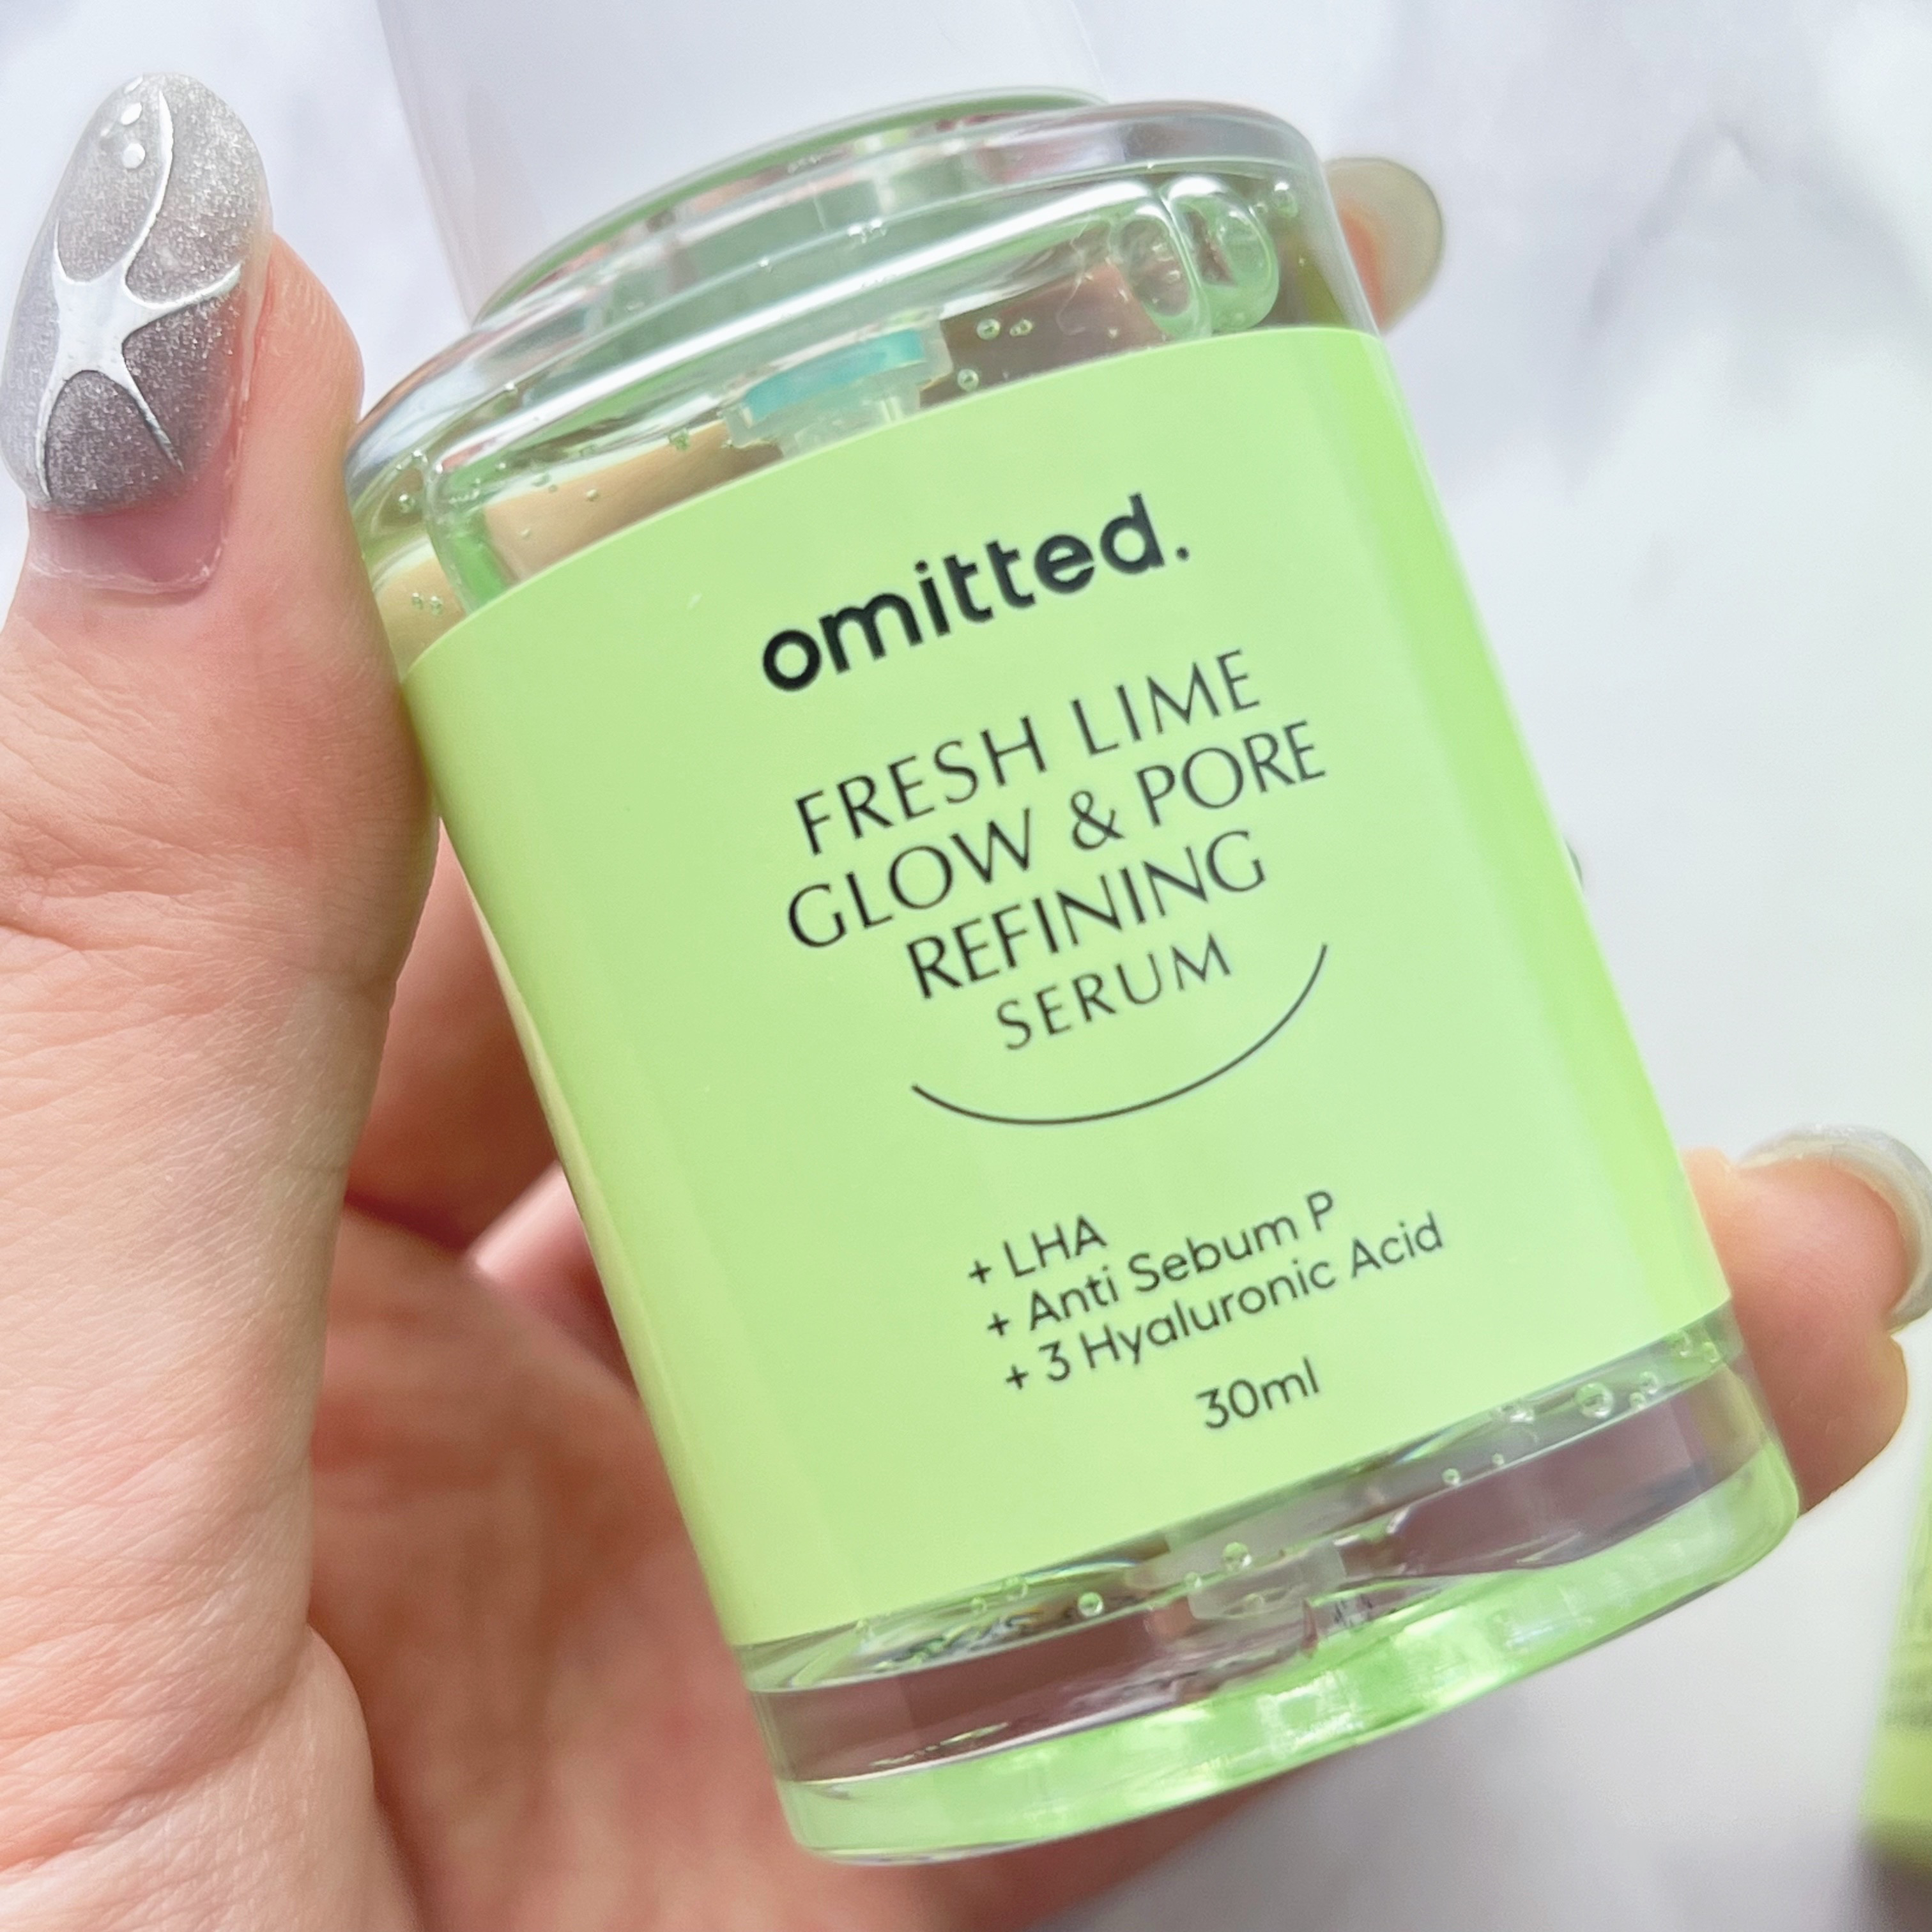 omitted.
FRESH LIME
GLOW & PORE
REFINING
SERUM
+ LHA
+ Anti Sebum P
+ 3 Hyaluronic Acid
30ml